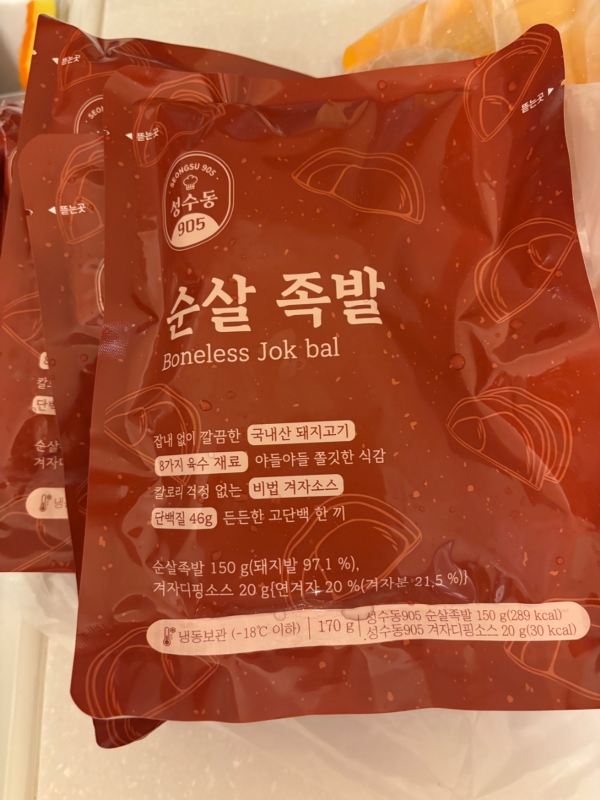 뜯는곳
뜯는곳
뜯는곳
뜯는곳
SEONGSU 905
성수동
905
순살 족발
Boneless Jok bal
잡내 없이 깔끔한 국내산 돼지고기
8가지 육수 재료 야들야들 쫄깃한 식감
칼로리 걱정 없는 비법 겨자소스
단백질 46g 든든한 고단백 한 끼
순살족발 150 g(돼지발 97.1 %),
겨자디핑소스 20 g{연겨자 20 %(겨자분 21.5 %)}
냉동보관 (-18℃ 이하) | 170 g | 성수동905 순살족발 150 g(289 kcal)
성수동905 겨자디핑소스 20 g(30 kcal)